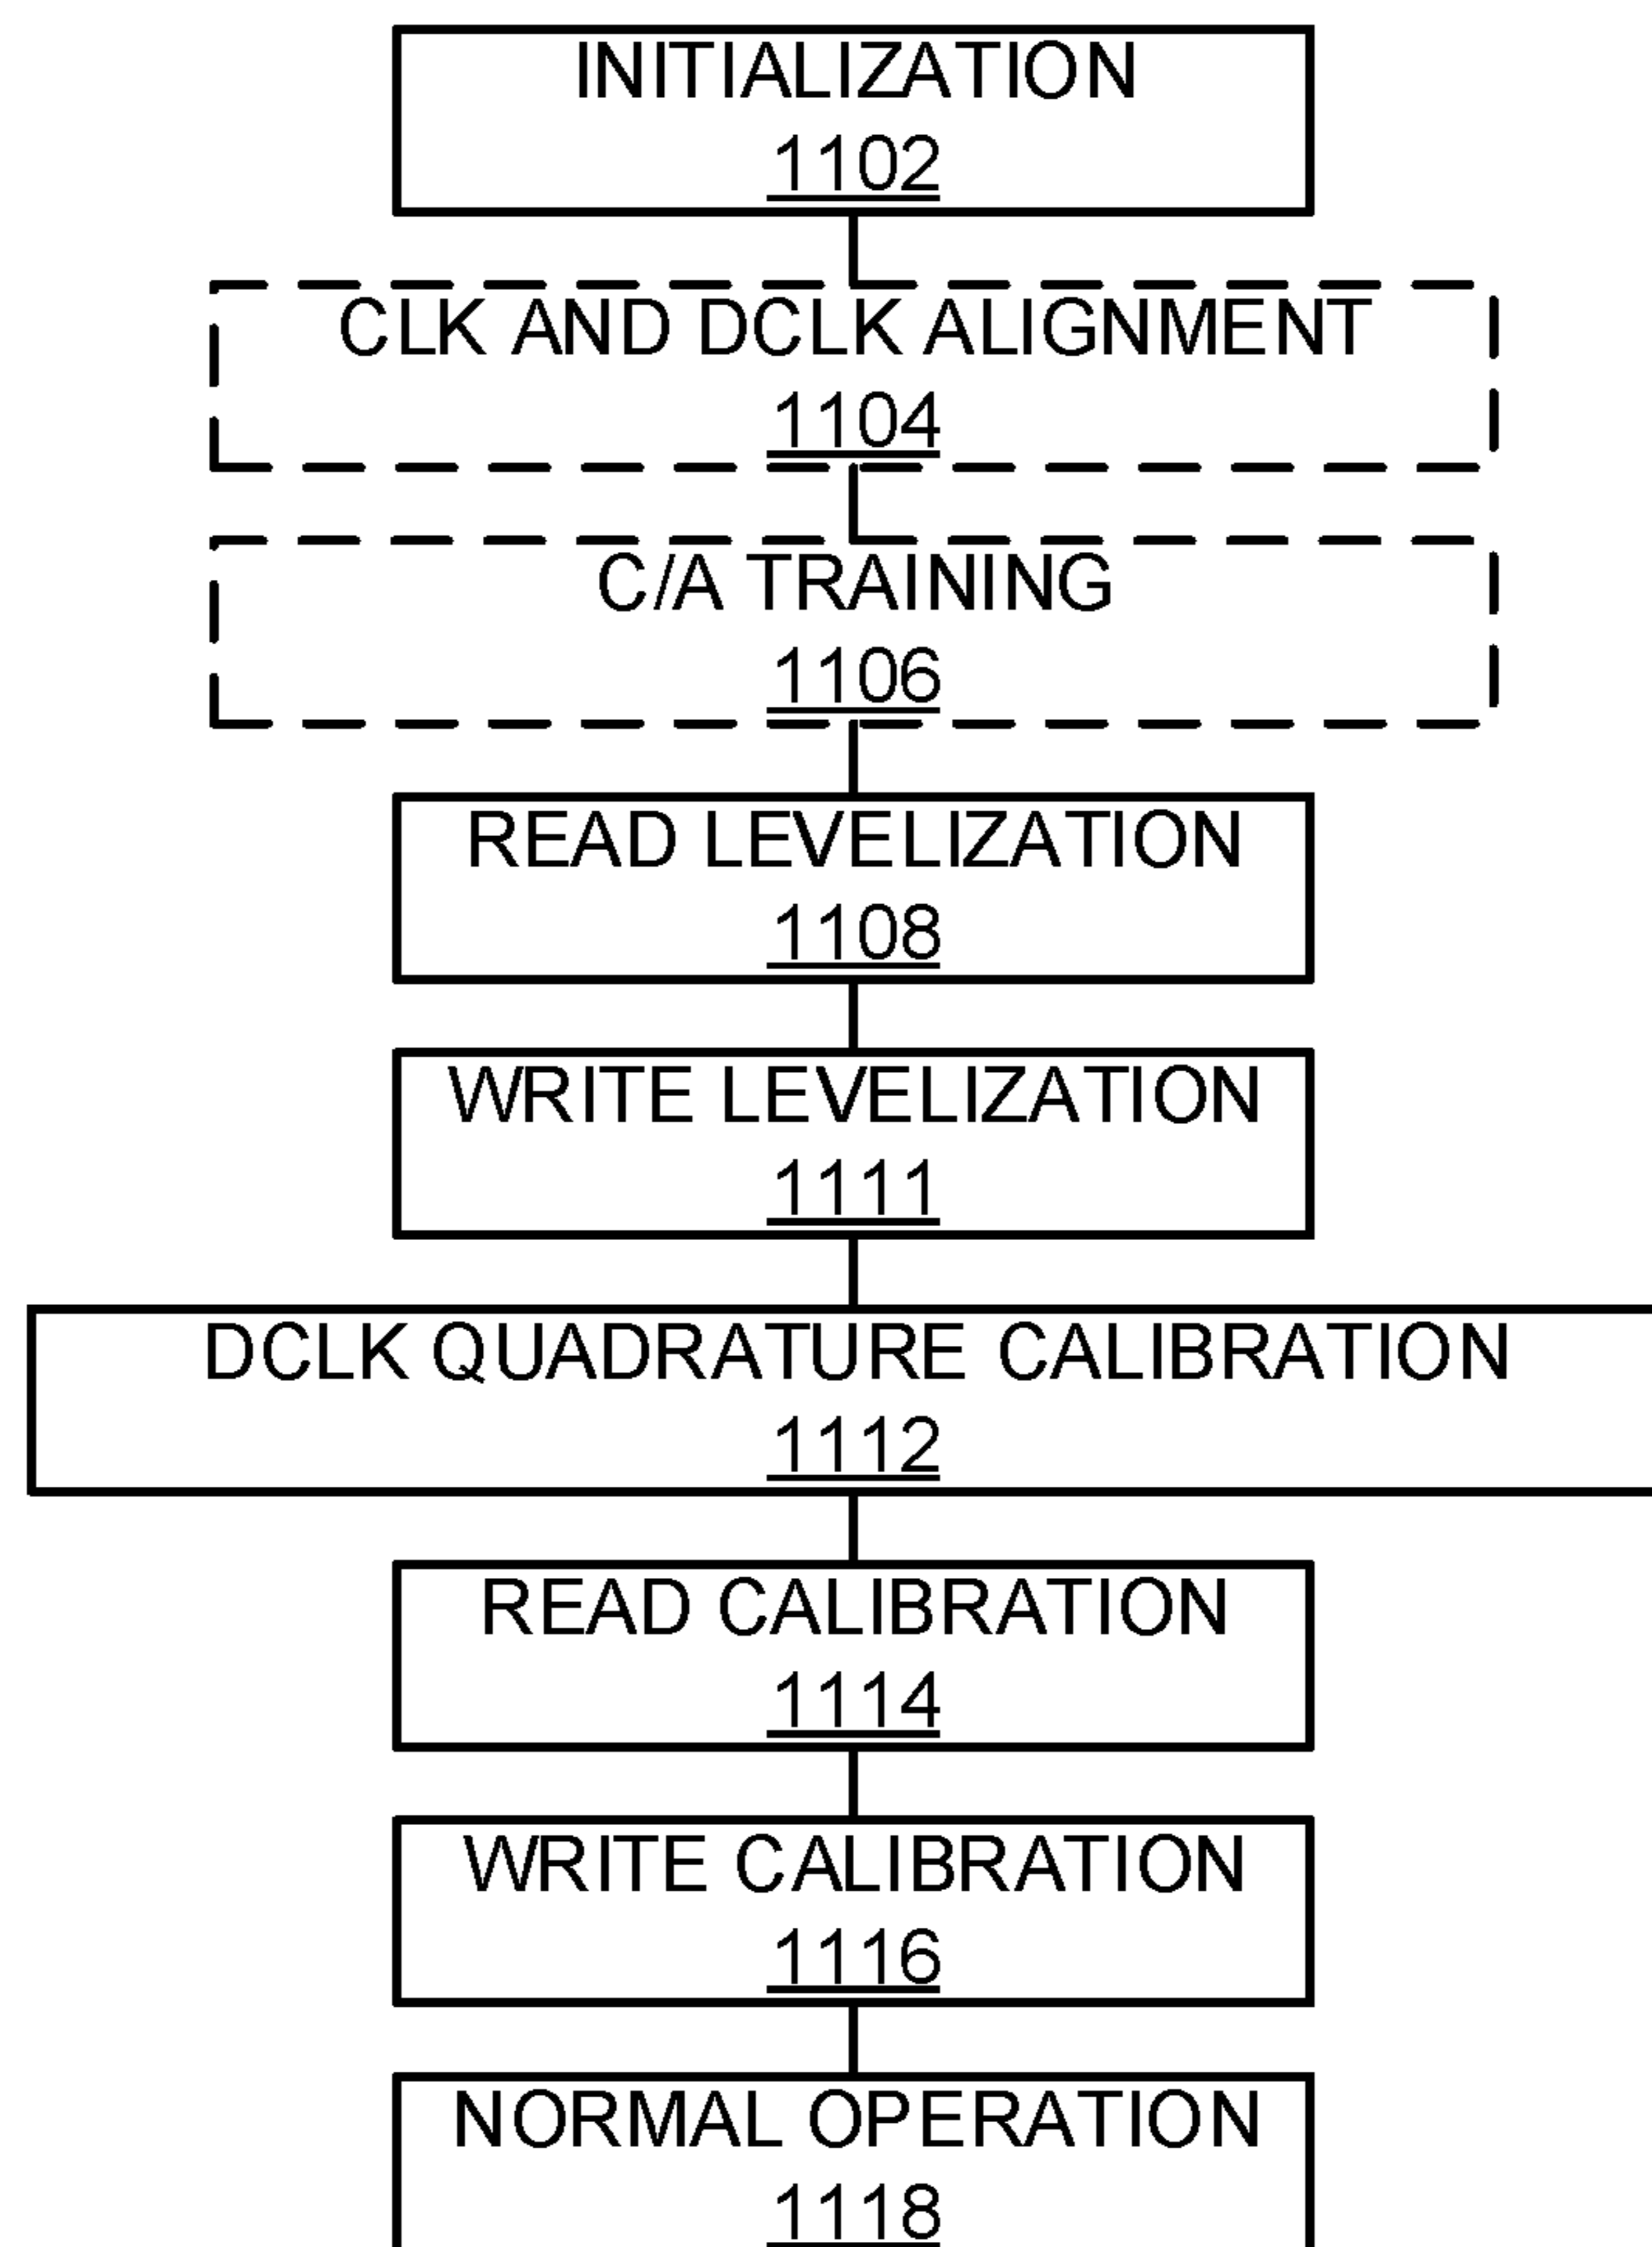 INITIALIZATION
1102
CLK AND DCLK ALIGNMENT
1104
C/A TRAINING
1106
READ LEVELIZATION
1108
WRITE LEVELIZATION
1111
DCLK QUADRATURE CALIBRATION
1112
READ CALIBRATION
1114
WRITE CALIBRATION
1116
NORMAL OPERATION
1118